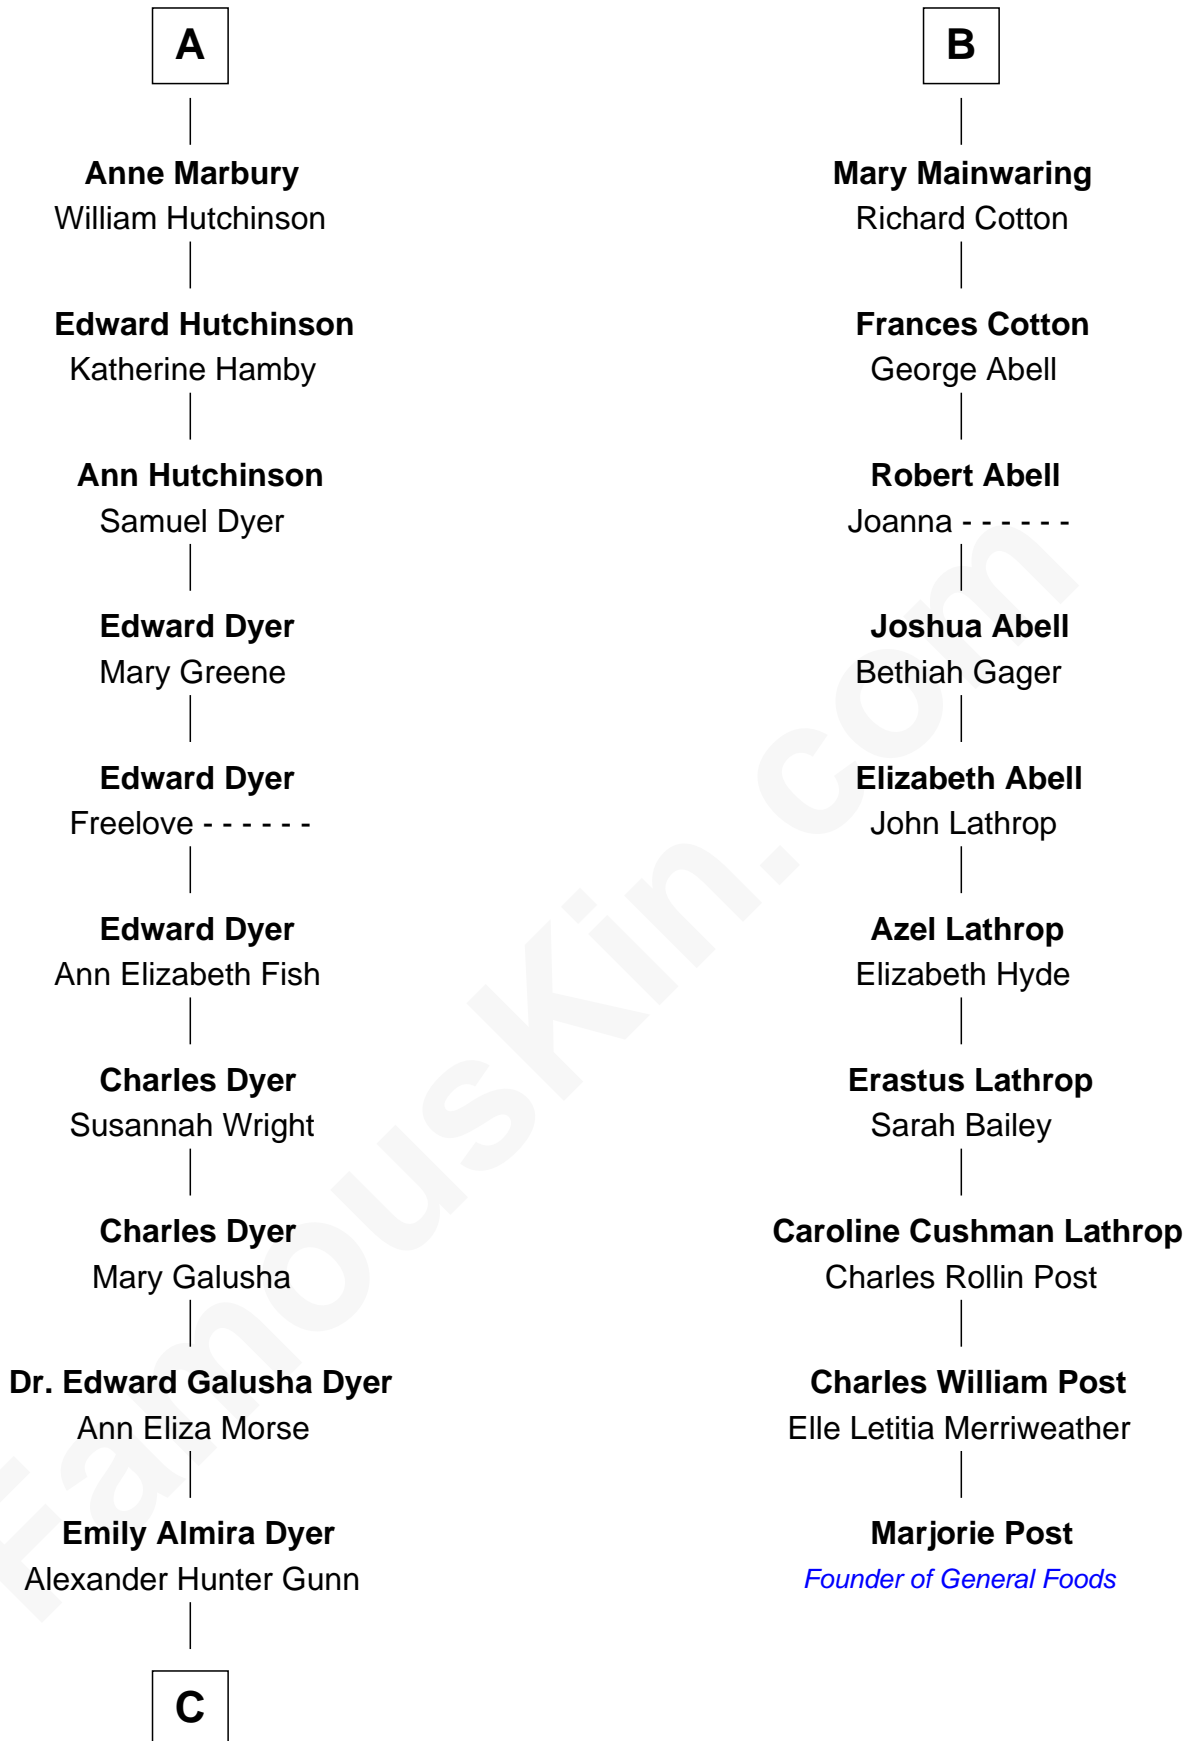 A
Anne Marbury
William Hutchinson
Edward Hutchinson
Katherine Hamby
Ann Hutchinson
Samuel Dyer
Edward Dyer
Mary Greene
Edward Dyer
Freelove - - - - - -
Edward Dyer
Ann Elizabeth Fish
Charles Dyer
Susannah Wright
Charles Dyer
Mary Galusha
Dr. Edward Galusha Dyer
Ann Eliza Morse
Emily Almira Dyer
Alexander Hunter Gunn
C
B
Mary Mainwaring
Richard Cotton
Frances Cotton
George Abell
Robert Abell
Joanna - - - - - -
Joshua Abell
Bethiah Gager
Elizabeth Abell
John Lathrop
Azel Lathrop
Elizabeth Hyde
Erastus Lathrop
Sarah Bailey
Caroline Cushman Lathrop
Charles Rollin Post
Charles William Post
Elle Letitia Merriweather
Marjorie Post
Founder of General Foods
FamousKin.com